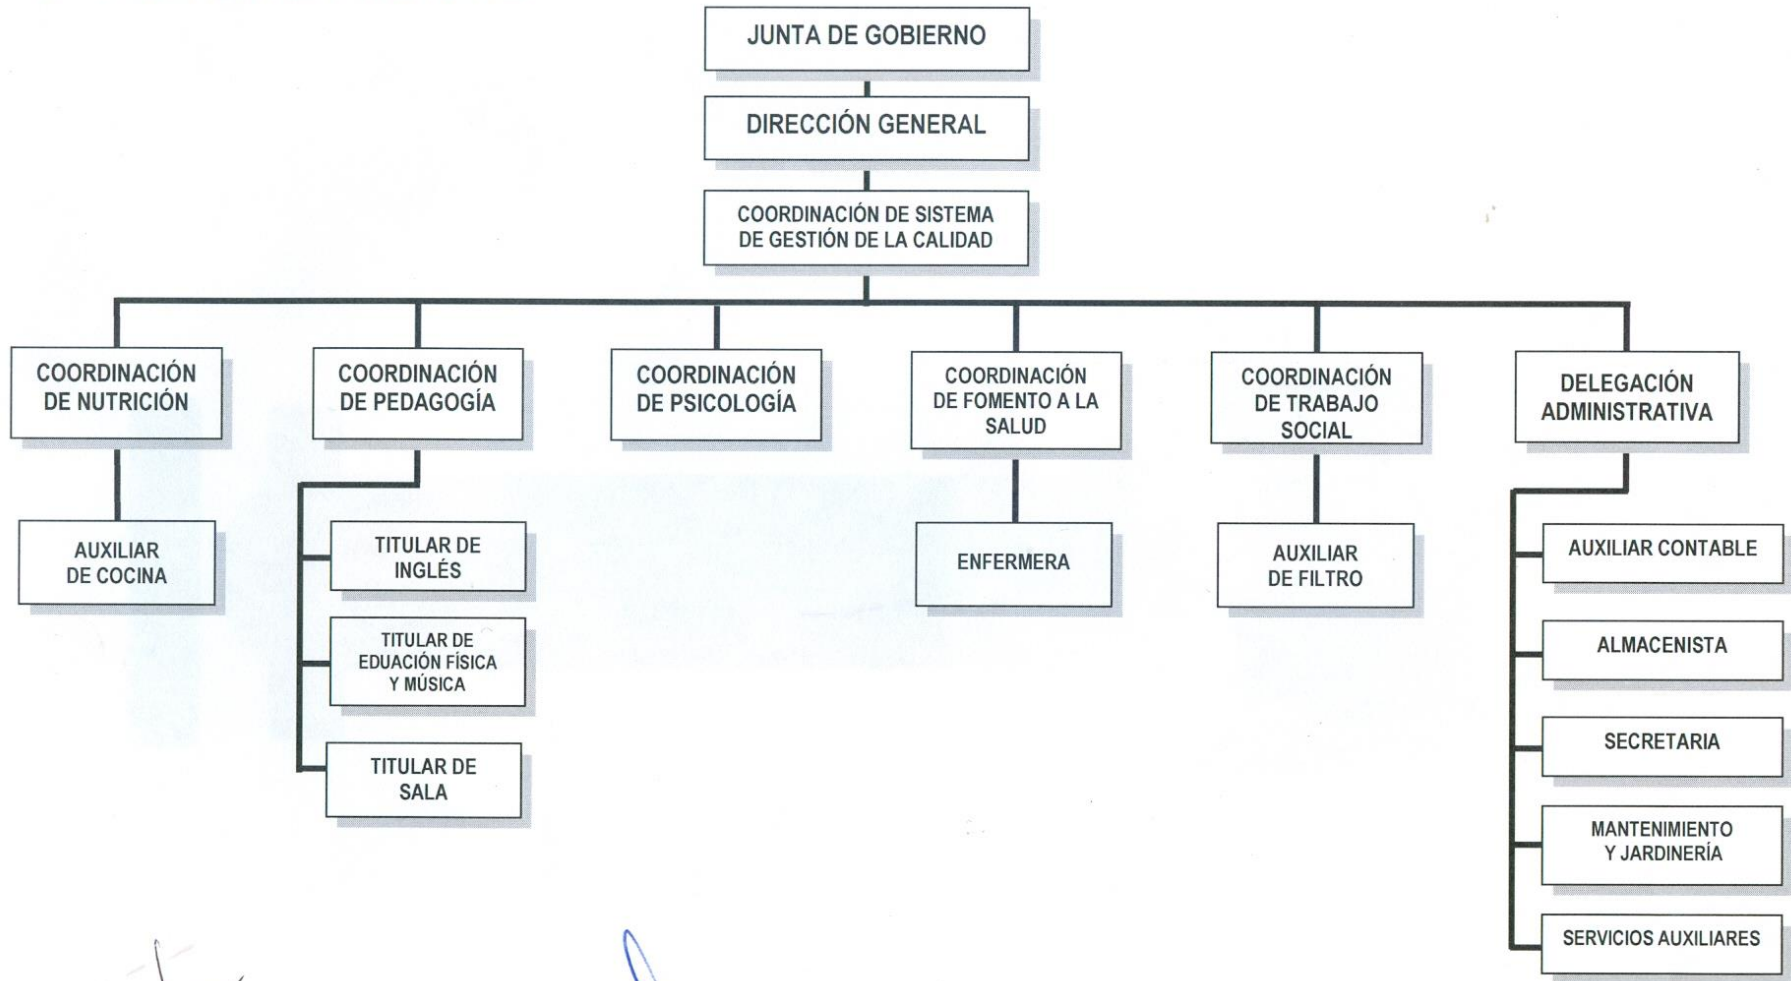 JUNTA DE GOBIERNO
DIRECCIÓN GENERAL
COORDINACIÓN DE SISTEMA
DE GESTIÓN DE LA CALIDAD
COORDINACIÓN
DE NUTRICIÓN
COORDINACIÓN
DE PEDAGOGÍA
COORDINACIÓN
DE PSICOLOGÍA
COORDINACIÓN
DE FOMENTO A LA
SALUD
COORDINACIÓN
DE TRABAJO
SOCIAL
DELEGACIÓN
ADMINISTRATIVA
AUXILIAR
DE COCINA
TITULAR DE
INGLÉS
TITULAR DE
EDUACIÓN FÍSICA
Y MÚSICA
TITULAR DE
SALA
ENFERMERA
AUXILIAR
DE FILTRO
AUXILIAR CONTABLE
ALMACENISTA
SECRETARIA
MANTENIMIENTO
Y JARDINERÍA
SERVICIOS AUXILIARES